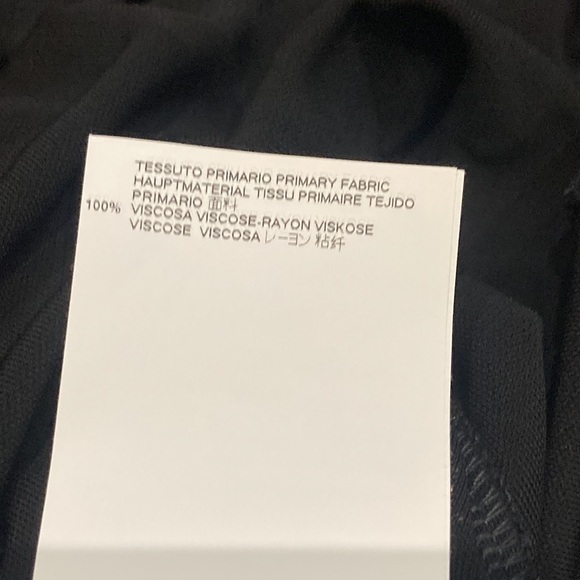 TESSUTO PRIMARIO PRIMARY FABRIC
HAUPTMATERIAL TISSU PRIMAIRE TEJIDO
PRIMARIO 面料
100% VISCOSA VISCOSE-RAYON VISKOSE
VISCOSE VISCOSA レーヨン 粘纤